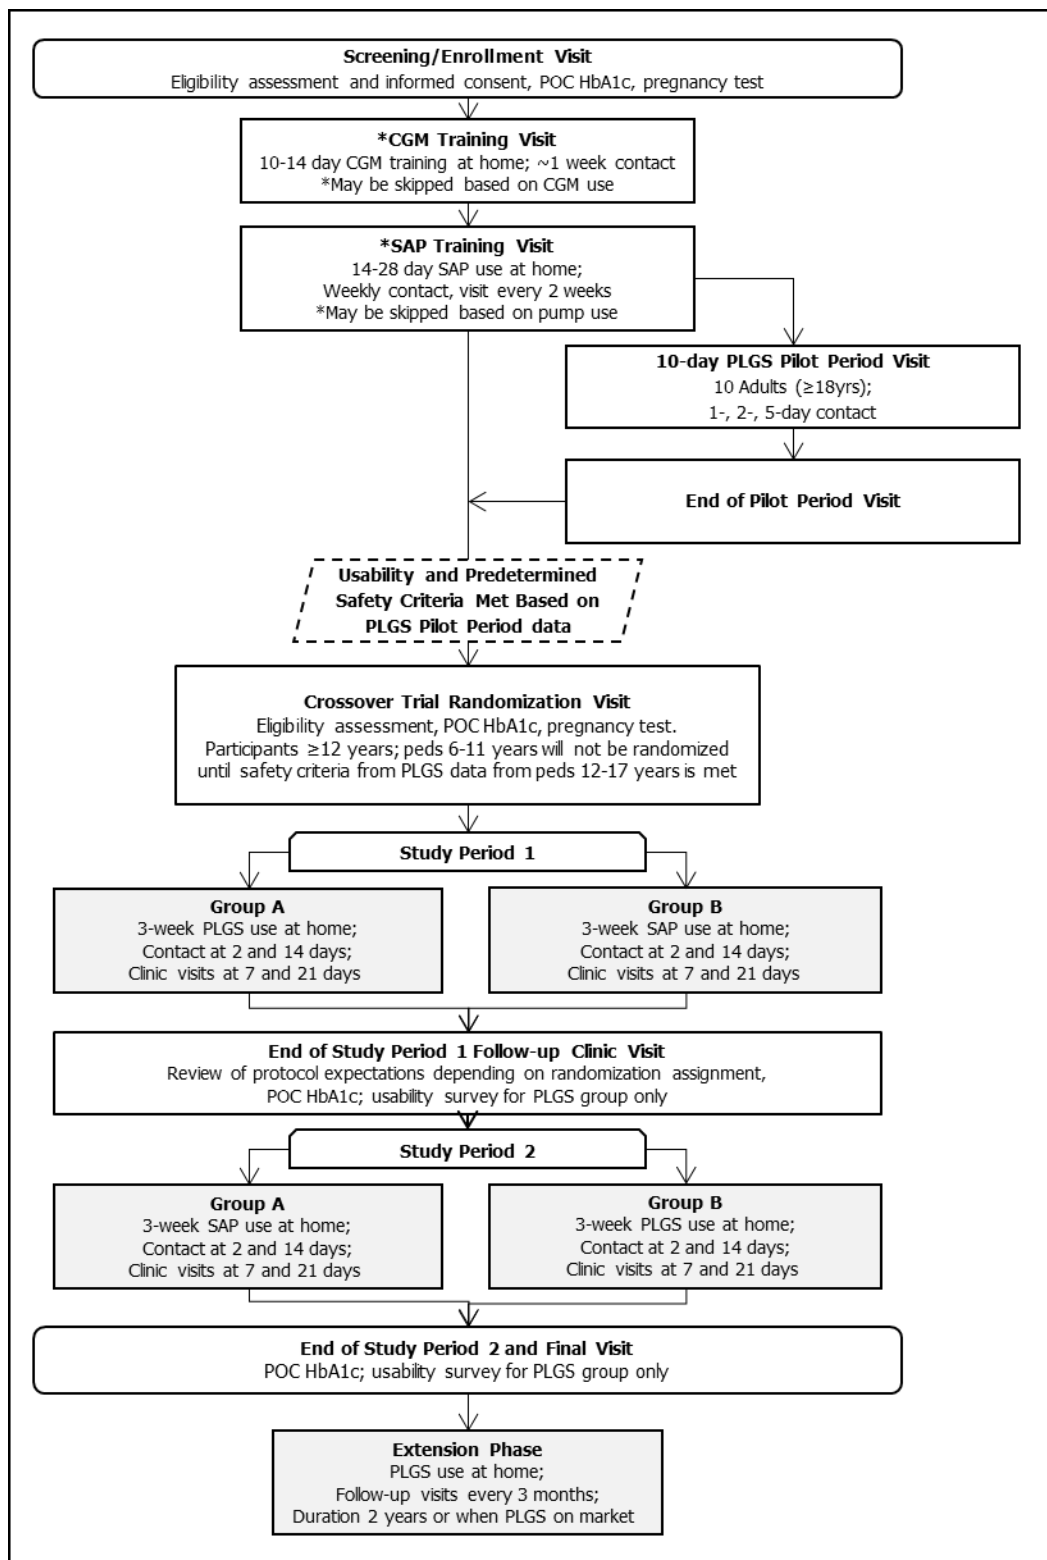 Screening/Enrollment Visit
Eligibility assessment and informed consent, POC HbA1c, pregnancy test
*CGM Training Visit
10-14 day CGM training at home; ~1 week contact
*May be skipped based on CGM use
*SAP Training Visit
14-28 day SAP use at home;
Weekly contact, visit every 2 weeks
*May be skipped based on pump use
10-day PLGS Pilot Period Visit
10 Adults (≥18yrs);
1-, 2-, 5-day contact
End of Pilot Period Visit
Usability and Predetermined
Safety Criteria Met Based on
PLGS Pilot Period data
Crossover Trial Randomization Visit
Eligibility assessment, POC HbA1c, pregnancy test.
Participants ≥12 years; peds 6-11 years will not be randomized
until safety criteria from PLGS data from peds 12-17 years is met
Study Period 1
Group A
3-week PLGS use at home;
Contact at 2 and 14 days;
Clinic visits at 7 and 21 days
Group B
3-week SAP use at home;
Contact at 2 and 14 days;
Clinic visits at 7 and 21 days
End of Study Period 1 Follow-up Clinic Visit
Review of protocol expectations depending on randomization assignment,
POC HbA1c; usability survey for PLGS group only
Study Period 2
Group A
3-week SAP use at home;
Contact at 2 and 14 days;
Clinic visits at 7 and 21 days
Group B
3-week PLGS use at home;
Contact at 2 and 14 days;
Clinic visits at 7 and 21 days
End of Study Period 2 and Final Visit
POC HbA1c; usability survey for PLGS group only
Extension Phase
PLGS use at home;
Follow-up visits every 3 months;
Duration 2 years or when PLGS on market